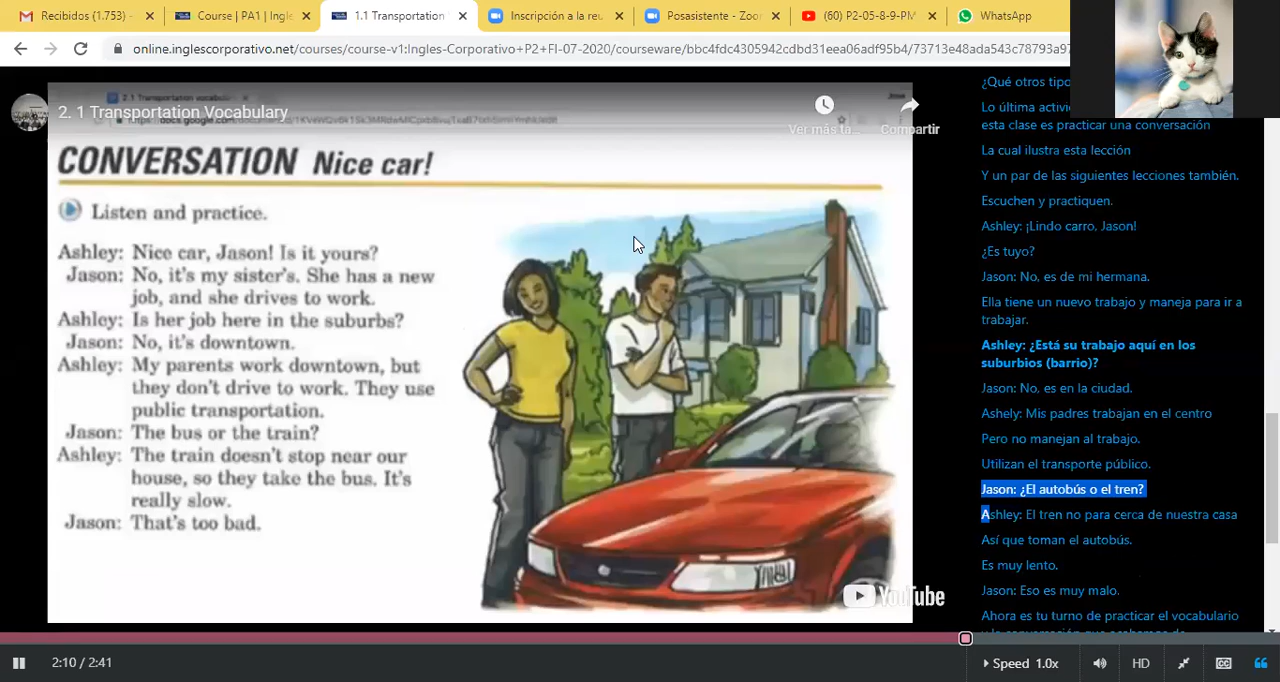 Recibidos (1.753) -
Course | PA1 | Ingle
1.1 Transportation
Inscripción a la reu
Posasistente - Zoo
(60) P2-05-8-9-PM
WhatsApp
online.inglescorporativo.net/courses/course-v1:Ingles-Corporativo+P2+FI-07-2020/courseware/bbc4fdc4305942cdbd31eea06adf95b4/73713e48ada543c78793a97
2. 1 Transportation Vocabulary
Ver más ta...
Compartir
CONVERSATION Nice car!
Listen and practice.
Ashley: Nice car, Jason! Is it yours?
Jason: No, it's my sister's. She has a new
job, and she drives to work.
Ashley: Is her job here in the suburbs?
Jason: No, it's downtown.
Ashley: My parents work downtown, but
they don't drive to work. They use
public transportation.
Jason: The bus or the train?
Ashley: The train doesn't stop near our
house, so they take the bus. It's
really slow.
Jason: That's too bad.
YouTube
¿Qué otros tipo
Lo última activi
esta clase es practicar una conversación
La cual ilustra esta lección
Y un par de las siguientes lecciones también.
Escuchen y practiquen.
Ashley: ¡Lindo carro, Jason!
¿Es tuyo?
Jason: No, es de mi hermana.
Ella tiene un nuevo trabajo y maneja para ir a
trabajar.
Ashley: ¿Está su trabajo aquí en los
suburbios (barrio)?
Jason: No, es en la ciudad.
Ashely: Mis padres trabajan en el centro
Pero no manejan al trabajo.
Utilizan el transporte público.
Jason: ¿El autobús o el tren?
Ashley: El tren no para cerca de nuestra casa
Así que toman el autobús.
Es muy lento.
Jason: Eso es muy malo.
Ahora es tu turno de practicar el vocabulario
2:10 / 2:41
Speed 1.0x
HD
CC